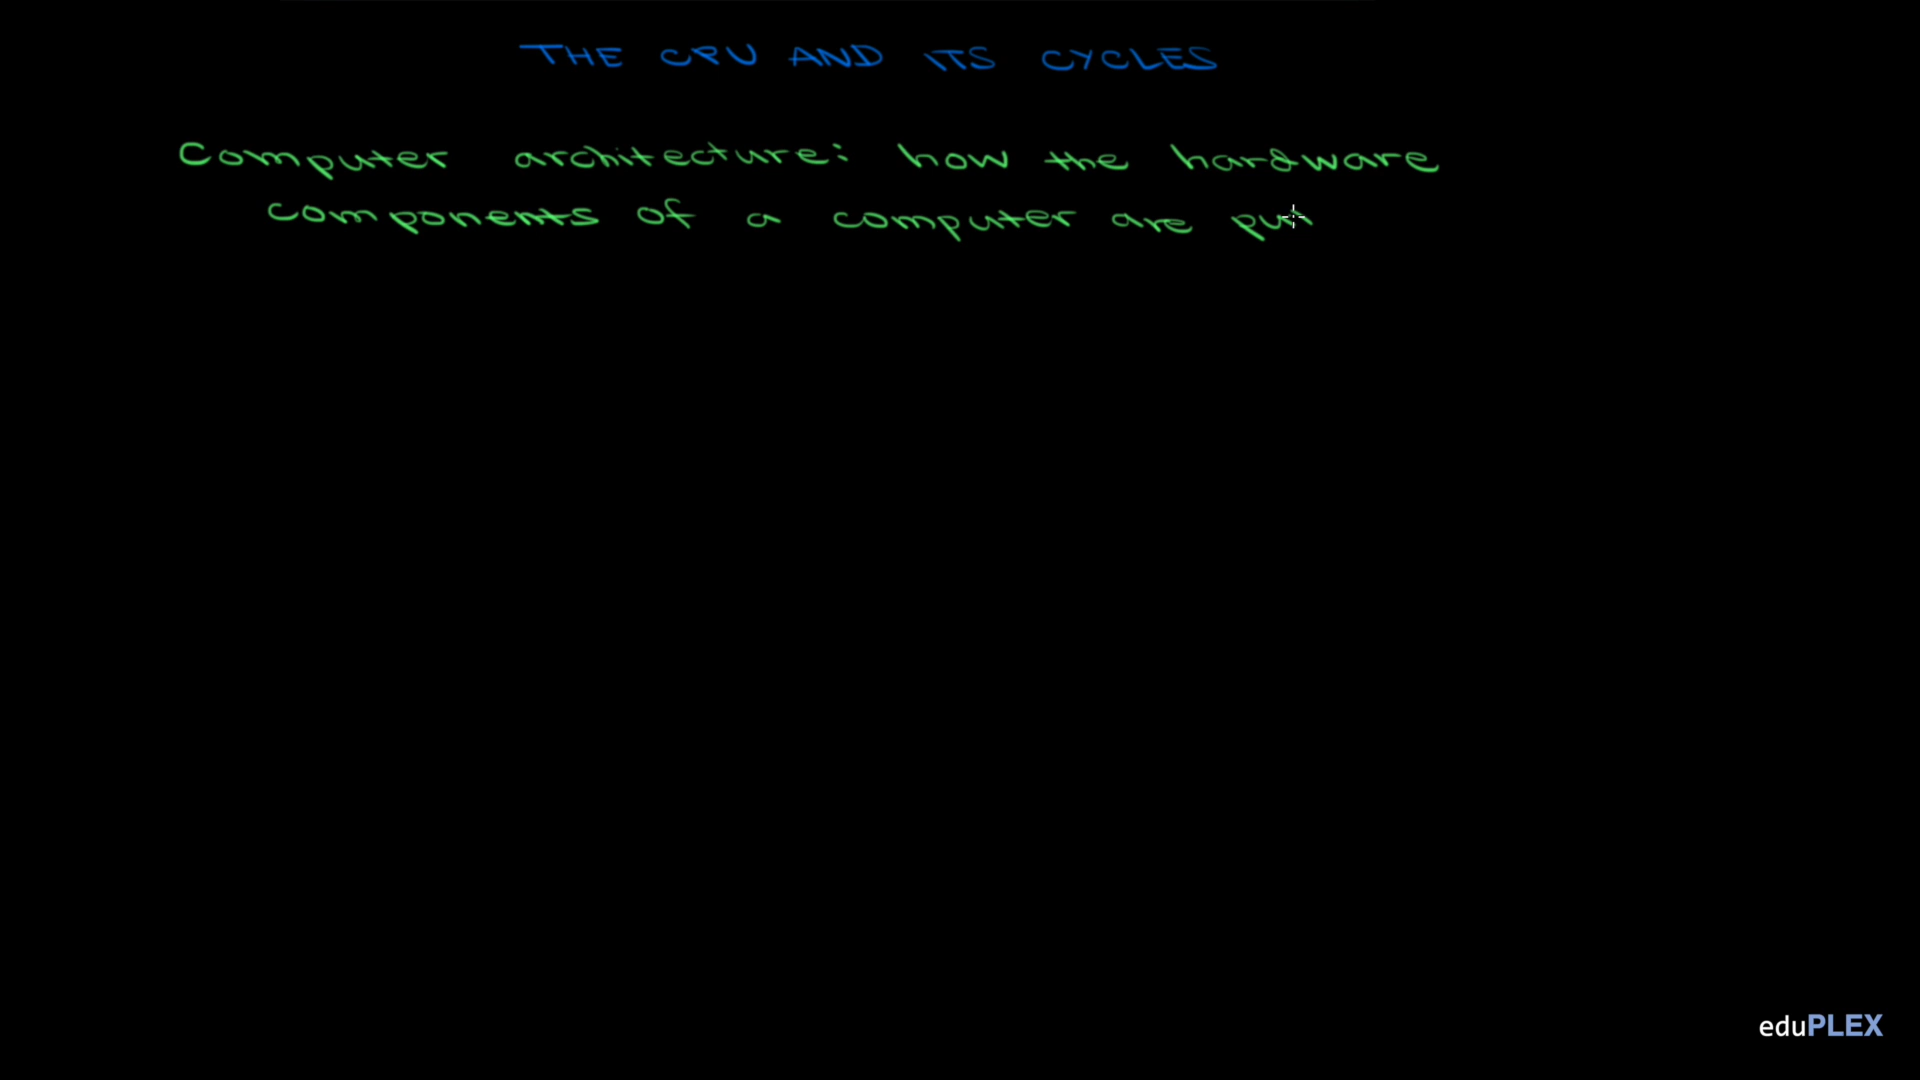 THE CPU AND ITS CYCLES
Computer architecture: how the hardware
components of a computer are put
eduPLEX